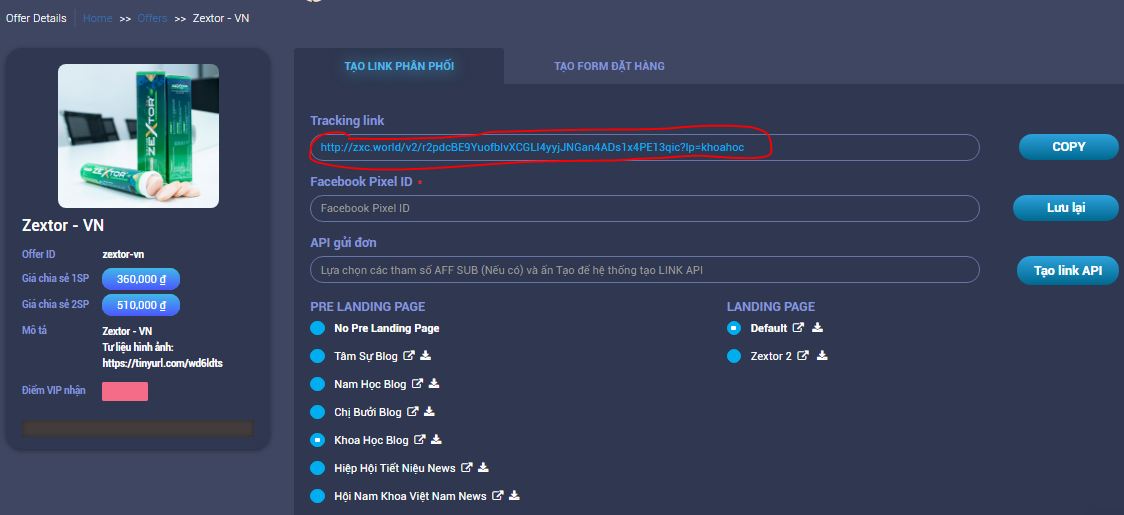 Offer Details Home >> Offers >> Zextor - VN
ZEXTOR
ZEXTOR
ZEXTOR
Zextor - VN
Offer ID zextor-vn
Giá chia sẻ 1SP 360,000 ₫
Giá chia sẻ 2SP 510,000 ₫
Mô tả Zextor - VN
Tư liệu hình ảnh:
https://tinyurl.com/wd6ldts
Điểm VIP nhận
TẠO LINK PHÂN PHỐI TẠO FORM ĐẶT HÀNG
Tracking link
http://zxc.world/v2/r2pdcBE9YuofblvXCGLI4yyjJNGan4ADs1x4PE13qic?lp=khoahoc COPY
Facebook Pixel ID *
Facebook Pixel ID Lưu lại
API gửi đơn
Lựa chọn các tham số AFF SUB (Nếu có) và ấn Tạo để hệ thống tạo LINK API Tạo link API
PRE LANDING PAGE LANDING PAGE
No Pre Landing Page Default
Tâm Sự Blog Zextor 2
Nam Học Blog
Chị Bưởi Blog
Khoa Học Blog
Hiệp Hội Tiết Niệu News
Hội Nam Khoa Việt Nam News